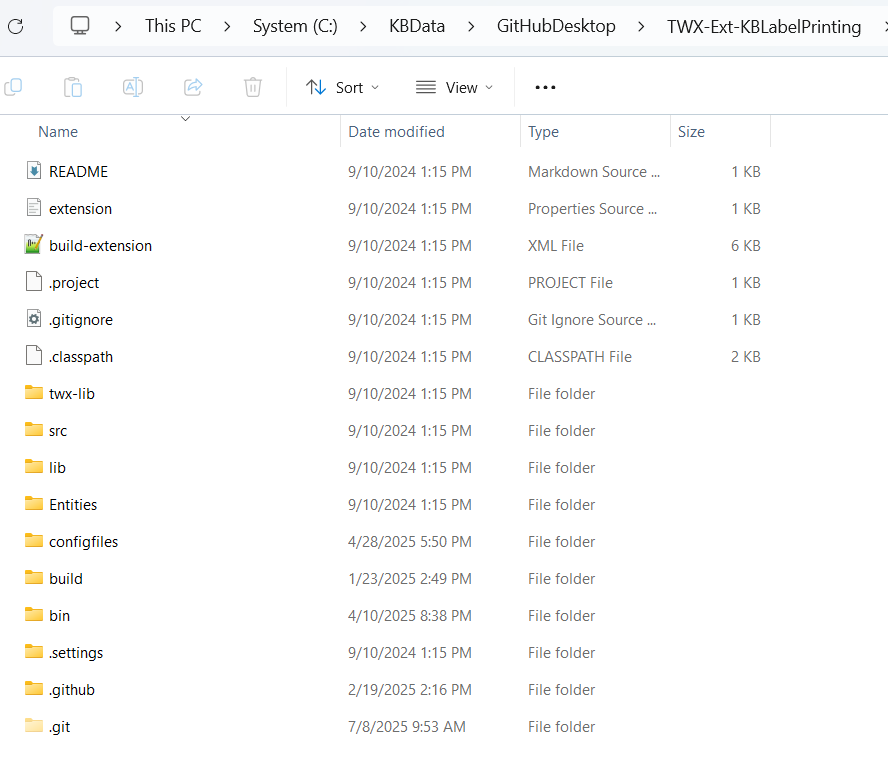 This PC > System (C:) > KBData > GitHubDesktop > TWX-Ext-KBLabelPrinting >
Sort View ...
Name Date modified Type Size
README 9/10/2024 1:15 PM Markdown Source ... 1 KB
extension 9/10/2024 1:15 PM Properties Source ... 1 KB
build-extension 9/10/2024 1:15 PM XML File 6 KB
.project 9/10/2024 1:15 PM PROJECT File 1 KB
.gitignore 9/10/2024 1:15 PM Git Ignore Source ... 1 KB
.classpath 9/10/2024 1:15 PM CLASSPATH File 2 KB
twx-lib 9/10/2024 1:15 PM File folder
src 9/10/2024 1:15 PM File folder
lib 9/10/2024 1:15 PM File folder
Entities 9/10/2024 1:15 PM File folder
configfiles 4/28/2025 5:50 PM File folder
build 1/23/2025 2:49 PM File folder
bin 4/10/2025 8:38 PM File folder
.settings 9/10/2024 1:15 PM File folder
.github 2/19/2025 2:16 PM File folder
.git 7/8/2025 9:53 AM File folder